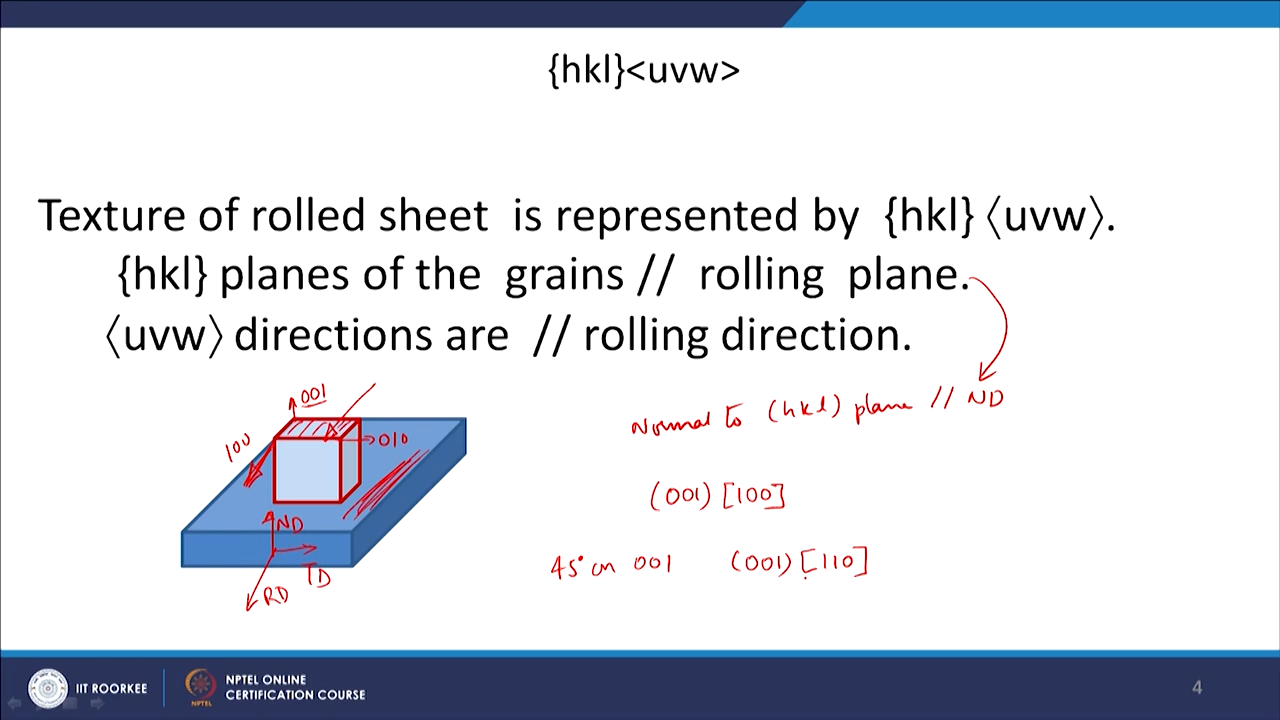 {hkl}<uvw>
Texture of rolled sheet is represented by {hkl} ⟨uvw⟩.
{hkl} planes of the grains // rolling plane.
⟨uvw⟩ directions are // rolling direction.
001
100
010
ND
TD
RD
Normal to (hkl) plane // ND
(001) [100]
45° on 001 (001) [110]
IIT ROORKEE
NPTEL ONLINE
CERTIFICATION COURSE
NPTEL
4